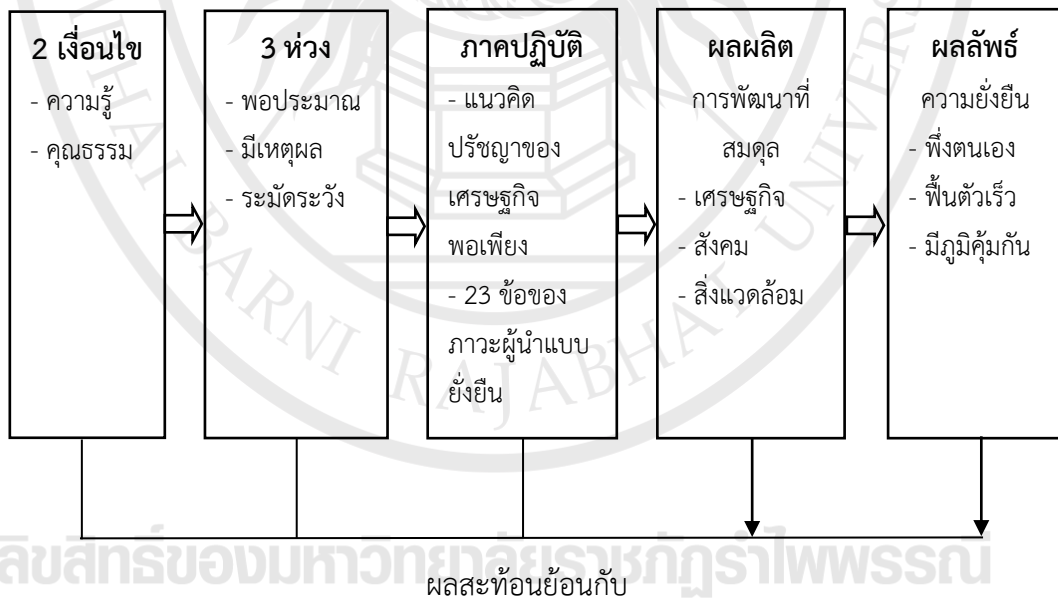 2 เงื่อนไข
- ความรู้
- คุณธรรม
3 ห่วง
- พอประมาณ
- มีเหตุผล
- ระมัดระวัง
ภาคปฏิบัติ
- แนวคิด
ปรัชญาของ
เศรษฐกิจ
พอเพียง
- 23 ข้อของ
ภาวะผู้นำแบบ
ยั่งยืน
ผลผลิต
การพัฒนาที่
สมดุล
- เศรษฐกิจ
- สังคม
- สิ่งแวดล้อม
ผลลัพธ์
ความยั่งยืน
- พึ่งตนเอง
- ฟื้นตัวเร็ว
- มีภูมิคุ้มกัน
ผลสะท้อนย้อนกับ
BARNI RAJABHAT UNIVERS
ลิขสิทธิ์ของมหาวิทยาลัยราชภัฏรำไพพรรณี